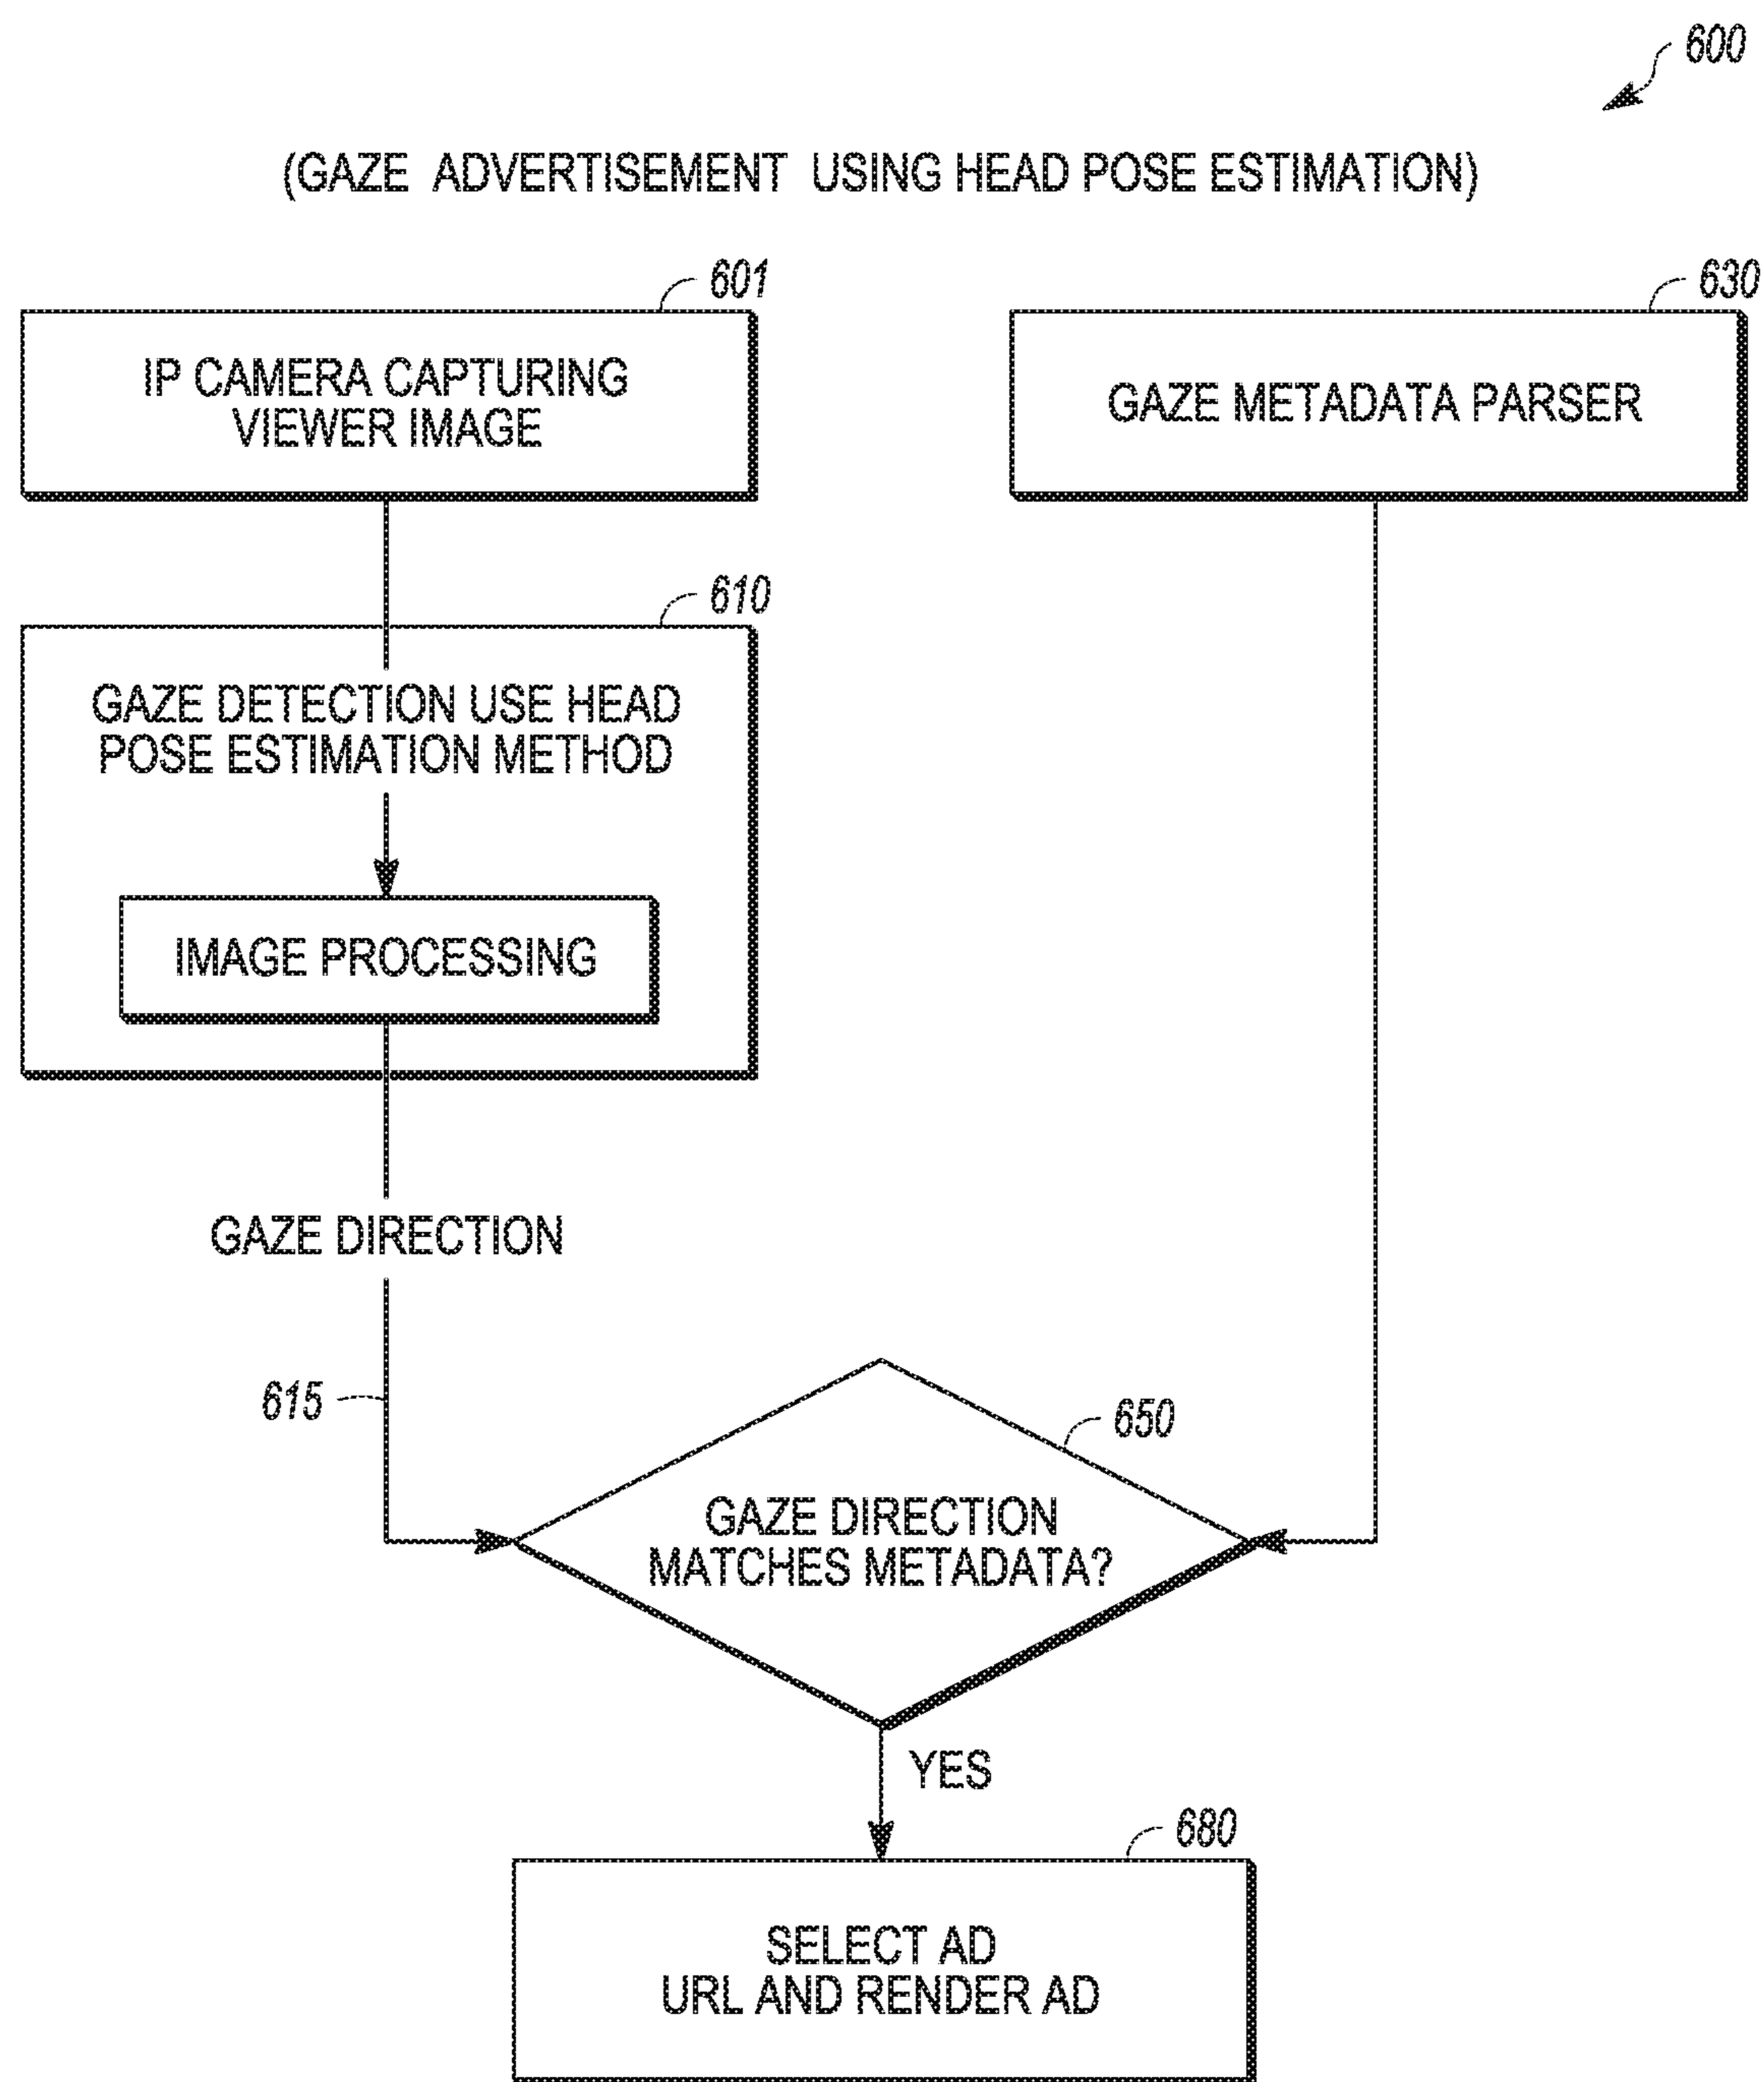 600
(GAZE ADVERTISEMENT USING HEAD POSE ESTIMATION)
601
IP CAMERA CAPTURING
VIEWER IMAGE
630
GAZE METADATA PARSER
610
GAZE DETECTION USE HEAD
POSE ESTIMATION METHOD
IMAGE PROCESSING
GAZE DIRECTION
615
650
GAZE DIRECTION
MATCHES METADATA?
YES
680
SELECT AD
URL AND RENDER AD